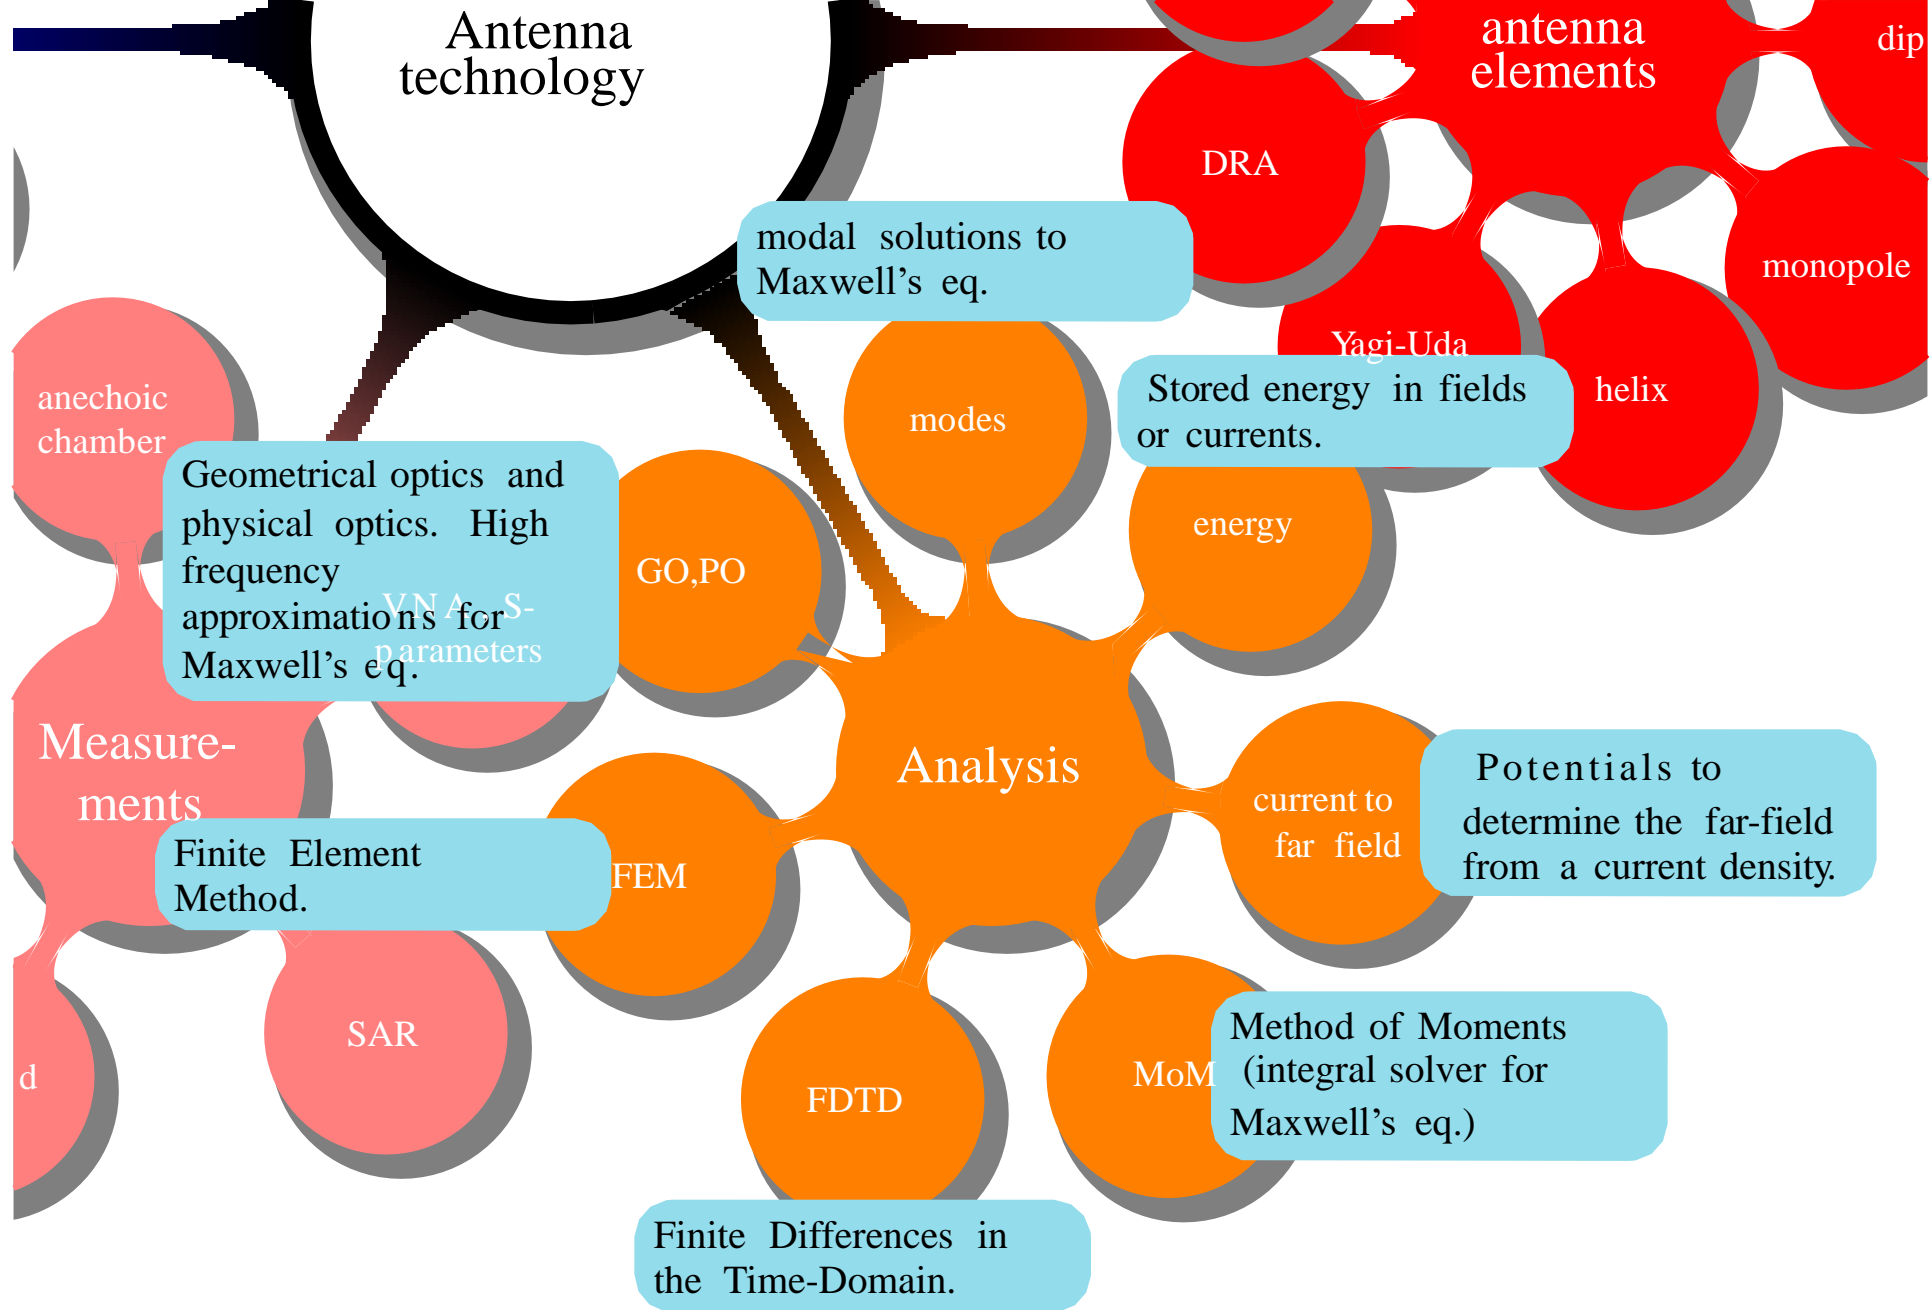 Antenna
technology
antenna
elements
dip
DRA
monopole
Yagi-Uda
helix
modal solutions to
Maxwell's eq.
Stored energy in fields
or currents.
modes
energy
anechoic
chamber
Geometrical optics and
physical optics. High
frequency
approximations for
Maxwell's eq.
VNA, S-
parameters
GO,PO
Measure-
ments
Analysis
current to
far field
Potentials to
determine the far-field
from a current density.
Finite Element
Method.
FEM
SAR
d
FDTD
MoM
Method of Moments
(integral solver for
Maxwell's eq.)
Finite Differences in
the Time-Domain.